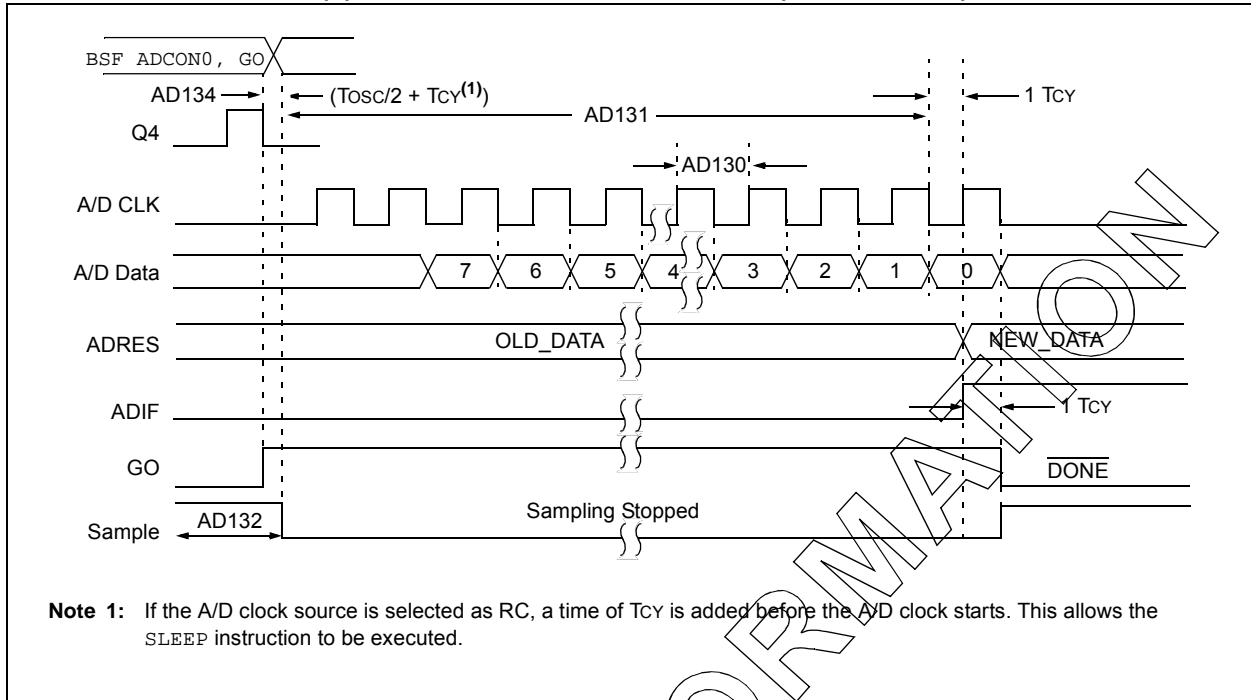 BSF ADCON0, GO
AD134
(TOSC/2 + TCY(1))
1 TCY
AD131
Q4
AD130
A/D CLK
A/D Data
7 6 5 4 3 2 1 0
ADRES
OLD_DATA
NEW_DATA
ADIF
1 TCY
GO
DONE
Sample
AD132
Sampling Stopped
Note 1: If the A/D clock source is selected as RC, a time of TCY is added before the A/D clock starts. This allows the
SLEEP instruction to be executed.